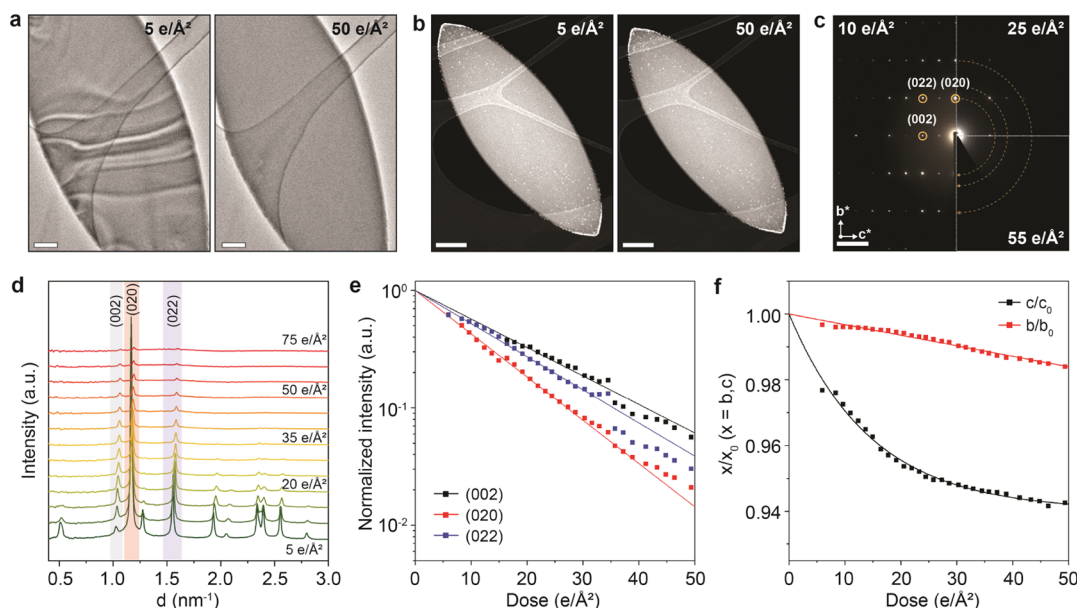 a
5 e/Å²
50 e/Å²
b
5 e/Å²
50 e/Å²
c
10 e/Å²
25 e/Å²
(022)
(020)
(002)
b*
c*
55 e/Å²
d
Intensity (a.u.)
(002)
(020)
(022)
75 e/Å²
50 e/Å²
35 e/Å²
20 e/Å²
5 e/Å²
0.5
1.0
1.5
2.0
2.5
3.0
d (nm⁻¹)
e
Normalized intensity (a.u.)
10⁰
10⁻¹
10⁻²
(002)
(020)
(022)
0
10
20
30
40
50
Dose (e/Å²)
f
x/x₀ (x = b,c)
1.00
0.98
0.96
0.94
c/c₀
b/b₀
0
10
20
30
40
50
Dose (e/Å²)